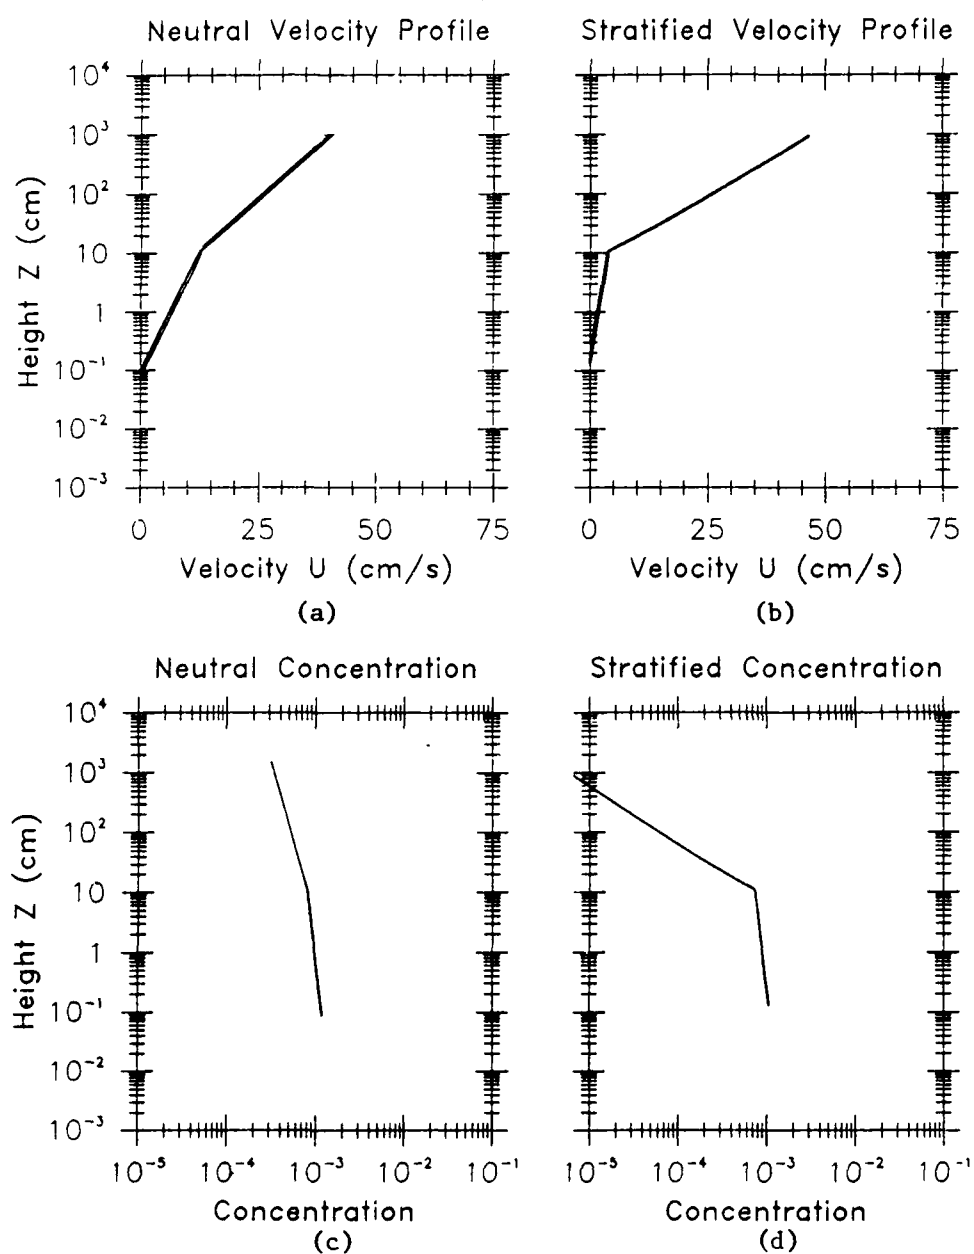 Neutral Velocity Profile
Stratified Velocity Profile
10⁴
10³
10²
10
1
10⁻¹
10⁻²
10⁻³
Height Z (cm)
0 25 50 75
0 25 50 75
Velocity U (cm/s)
Velocity U (cm/s)
(a)
(b)
Neutral Concentration
Stratified Concentration
10⁴
10³
10²
10
1
10⁻¹
10⁻²
10⁻³
Height Z (cm)
10⁻⁵ 10⁻⁴ 10⁻³ 10⁻² 10⁻¹
10⁻⁵ 10⁻⁴ 10⁻³ 10⁻² 10⁻¹
Concentration
Concentration
(c)
(d)